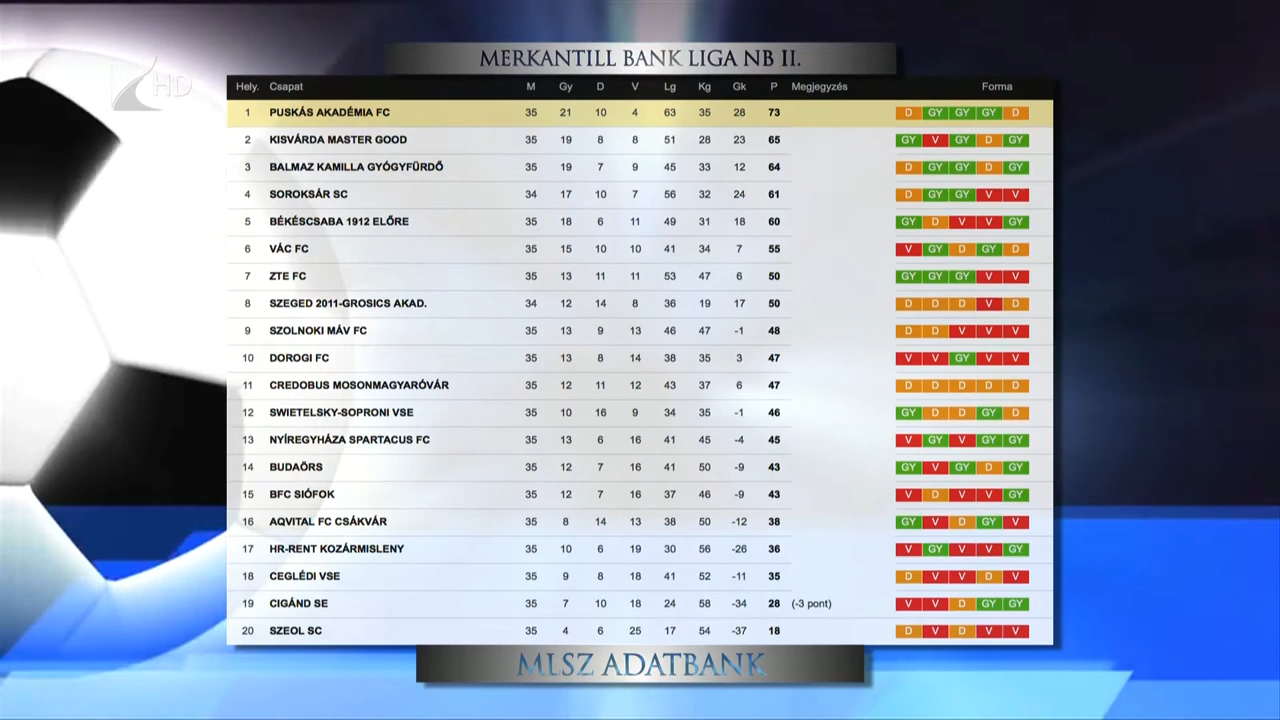 MERKANTILL BANK LIGA NB II.
HD
Hely. Csapat M Gy D V Lg Kg Gk P Megjegyzés Forma
1 PUSKÁS AKADÉMIA FC 35 21 10 4 63 35 28 73 D GY GY GY D
2 KISVÁRDA MASTER GOOD 35 19 8 8 51 28 23 65 GY V GY D GY
3 BALMAZ KAMILLA GYÓGYFÜRDŐ 35 19 7 9 45 33 12 64 D GY GY D GY
4 SOROKSÁR SC 34 17 10 7 56 32 24 61 D GY GY V V
5 BÉKÉSCSABA 1912 ELŐRE 35 18 6 11 49 31 18 60 GY D V V GY
6 VÁC FC 35 15 10 10 41 34 7 55 V GY D GY D
7 ZTE FC 35 13 11 11 53 47 6 50 GY GY GY V V
8 SZEGED 2011-GROSICS AKAD. 34 12 14 8 36 19 17 50 D D D V D
9 SZOLNOKI MÁV FC 35 13 9 13 46 47 -1 48 D D V V V
10 DOROGI FC 35 13 8 14 38 35 3 47 V V GY V V
11 CREDOBUS MOSONMAGYARÓVÁR 35 12 11 12 43 37 6 47 D D D D D
12 SWIETELSKY-SOPRONI VSE 35 10 16 9 34 35 -1 46 GY D D GY D
13 NYÍREGYHÁZA SPARTACUS FC 35 13 6 16 41 45 -4 45 V GY V GY GY
14 BUDAÖRS 35 12 7 16 41 50 -9 43 GY V GY D GY
15 BFC SIÓFOK 35 12 7 16 37 46 -9 43 V D V V GY
16 AQVITAL FC CSÁKVÁR 35 8 14 13 38 50 -12 38 GY V D GY V
17 HR-RENT KOZÁRMISLENY 35 10 6 19 30 56 -26 36 V GY V V GY
18 CEGLÉDI VSE 35 9 8 18 41 52 -11 35 D V V D V
19 CIGÁND SE 35 7 10 18 24 58 -34 28 (-3 pont) V V D GY GY
20 SZEOL SC 35 4 6 25 17 54 -37 18 D V D V V
MLSZ ADATBANK